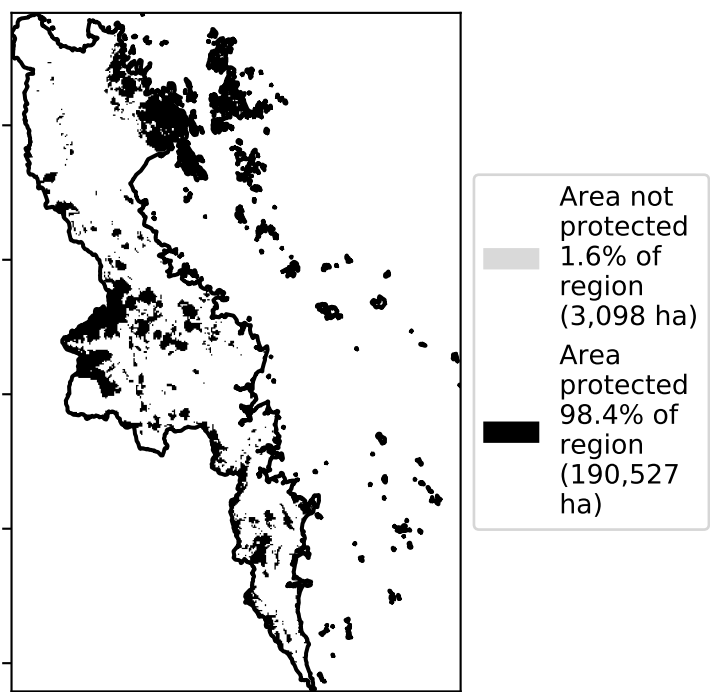 Area not
protected
1.6% of
region
(3,098 ha)
Area
protected
98.4% of
region
(190,527
ha)